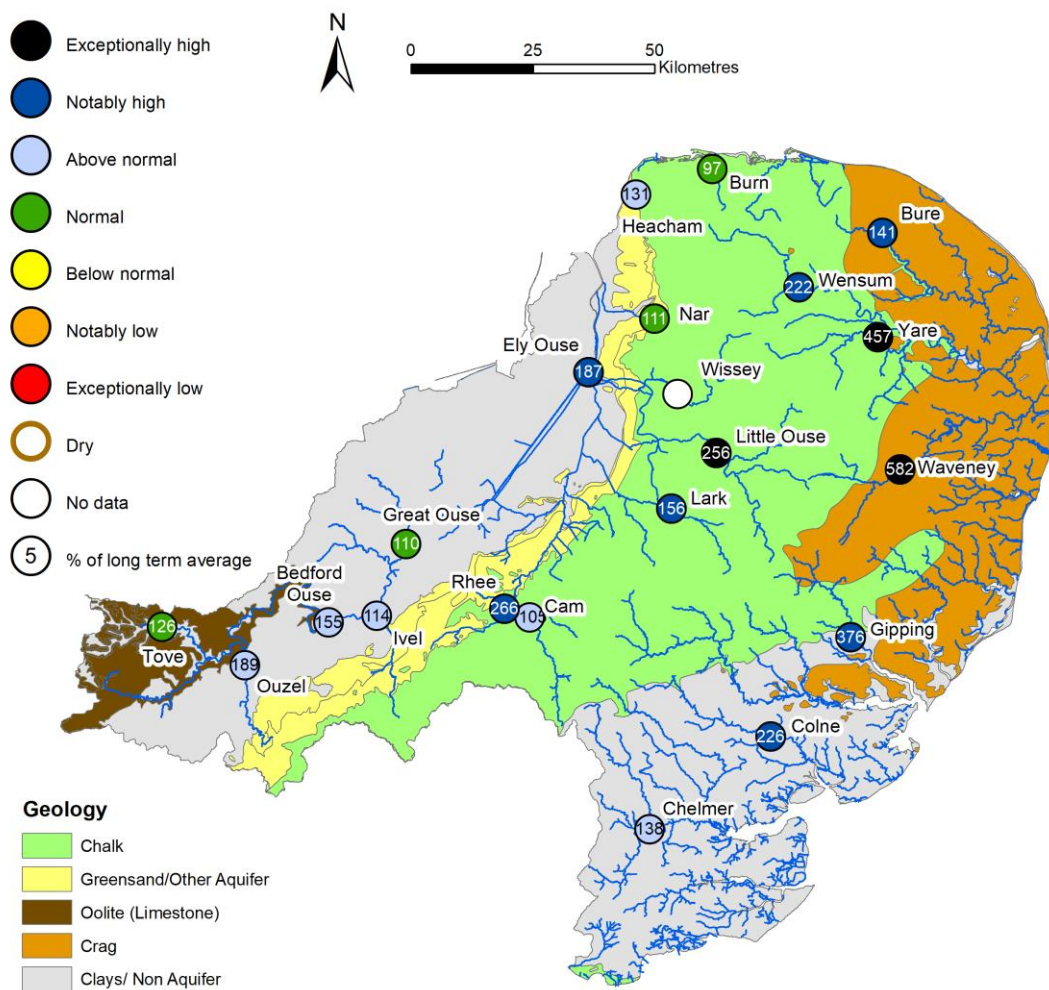 N
0 25 50
Kilometres
Exceptionally high
Notably high
Above normal
Normal
Below normal
Notably low
Exceptionally low
Dry
No data
5 % of long term average
97
Burn
131
Heacham
Bure
141
222
Wensum
111
Nar
Yare
457
Ely Ouse
187
Wissey
Little Ouse
256
582
Waveney
Lark
156
Great Ouse
110
Bedford
Ouse
155
114
Ivel
Rhee
266
105
Cam
126
Tove
189
Ouzel
Gipping
376
Colne
226
Chelmer
138
Geology
Chalk
Greensand/Other Aquifer
Oolite (Limestone)
Crag
Clays/ Non Aquifer